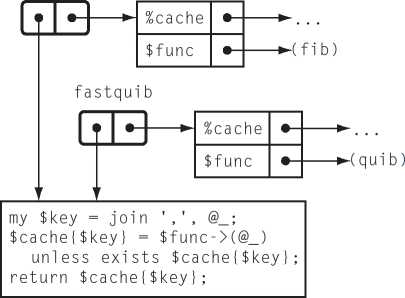 %cache ...
$func (fib)
fastquib
%cache ...
$func (quib)
my $key = join ',', @_;
$cache{$key} = $func->(@_)
unless exists $cache{$key};
return $cache{$key};